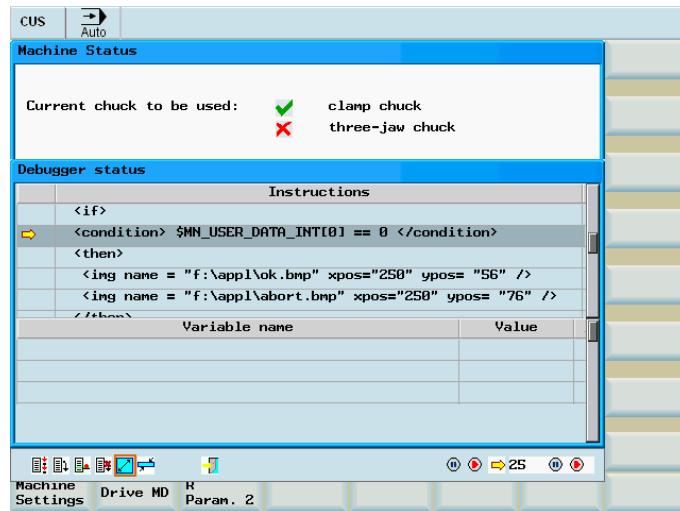 CUS
Auto
Machine Status
Current chuck to be used: clamp chuck
three-jaw chuck
Debugger status
Instructions
<if>
<condition> $MN_USER_DATA_INT[0] == 0 </condition>
<then>
<img name = "f:\appl\ok.bmp" xpos="250" ypos= "56" />
<img name = "f:\appl\abort.bmp" xpos="250" ypos= "76" />
</then>
Variable name Value
25
Machine Settings
Drive MD
R Param. 2